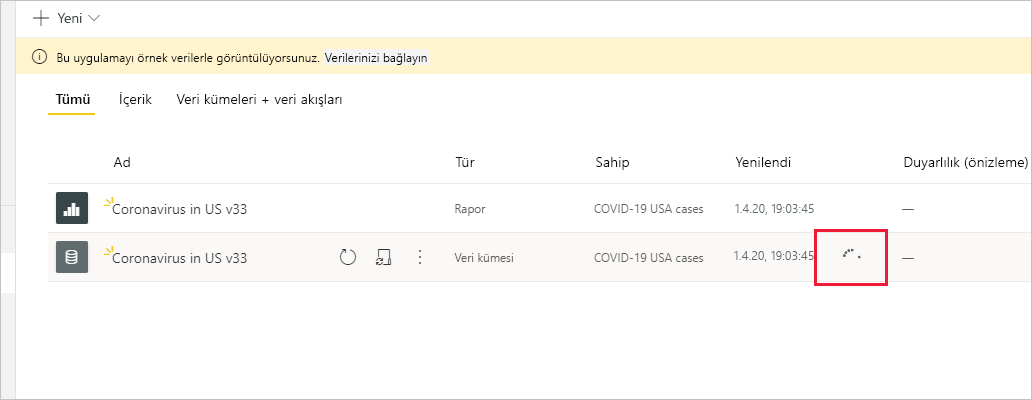 Yeni
Bu uygulamayı örnek verilerle görüntülüyorsunuz. Verilerinizi bağlayın
Tümü İçerik Veri kümeleri + veri akışları
Ad Tür Sahip Yenilendi Duyarlılık (önizleme)
Coronavirus in US v33 Rapor COVID-19 USA cases 1.4.20, 19:03:45 —
Coronavirus in US v33 Veri kümesi COVID-19 USA cases 1.4.20, 19:03:45 —